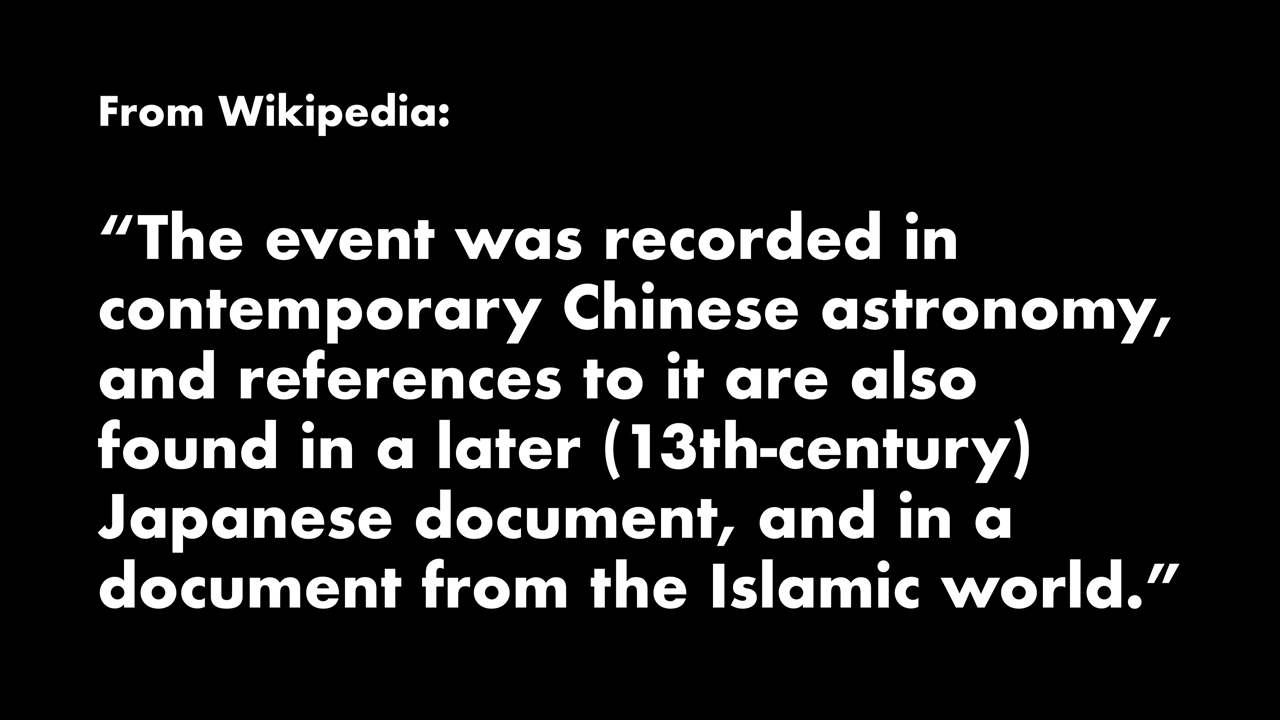 From Wikipedia:
“The event was recorded in
contemporary Chinese astronomy,
and references to it are also
found in a later (13th-century)
Japanese document, and in a
document from the Islamic world.”